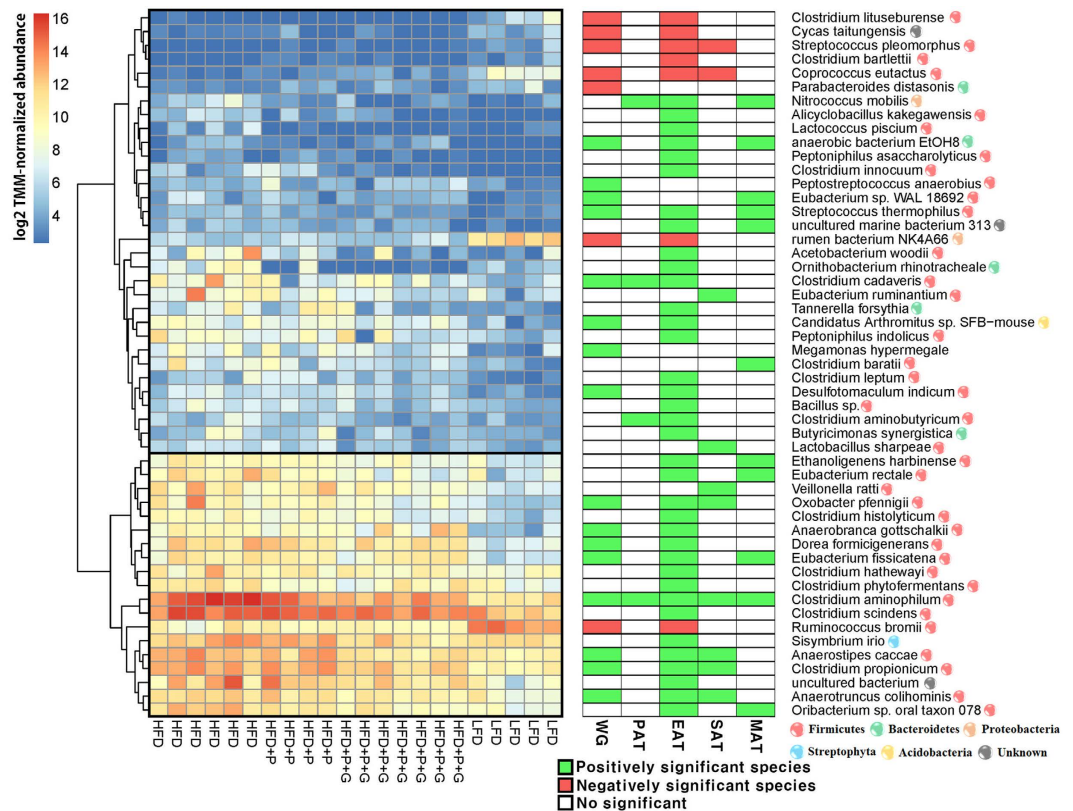 log2 TMM-normalized abundance
16
14
12
10
8
6
4
Clostridium lituseburense
Cycas taitungensis
Streptococcus pleomorphus
Clostridium bartlettii
Coprococcus eutactus
Parabacteroides distasonis
Nitrococcus mobilis
Alicyclobacillus kakegawensis
Lactococcus piscium
anaerobic bacterium EtOH8
Peptoniphilus asaccharolyticus
Clostridium innocuum
Peptostreptococcus anaerobius
Eubacterium sp. WAL 18692
Streptococcus thermophilus
uncultured marine bacterium 313
rumen bacterium NK4A66
Acetobacterium woodii
Ornithobacterium rhinotracheale
Clostridium cadaveris
Eubacterium ruminantium
Tannerella forsythia
Candidatus Arthromitus sp. SFB−mouse
Peptoniphilus indolicus
Megamonas hypermegale
Clostridium baratii
Clostridium leptum
Desulfotomaculum indicum
Bacillus sp.
Clostridium aminobutyricum
Butyricimonas synergistica
Lactobacillus sharpeae
Ethanoligenens harbinense
Eubacterium rectale
Veillonella ratti
Oxobacter pfennigii
Clostridium histolyticum
Anaerobranca gottschalkii
Dorea formicigenerans
Eubacterium fissicatena
Clostridium hathewayi
Clostridium phytofermentans
Clostridium aminophilum
Clostridium scindens
Ruminococcus bromii
Sisymbrium irio
Anaerostipes caccae
Clostridium propionicum
uncultured bacterium
Anaerotruncus colihominis
Oribacterium sp. oral taxon 078
HFD
HFD
HFD
HFD
HFD
HFD
HFD+P
HFD+P
HFD+P
HFD+P
HFD+P+G
HFD+P+G
HFD+P+G
HFD+P+G
HFD+P+G
HFD+P+G
HFD+P+G
LFD
LFD
LFD
LFD
LFD
WG
PAT
EAT
SAT
MAT
Firmicutes Bacteroidetes Proteobacteria
Streptophyta Acidobacteria Unknown
Positively significant species
Negatively significant species
No significant